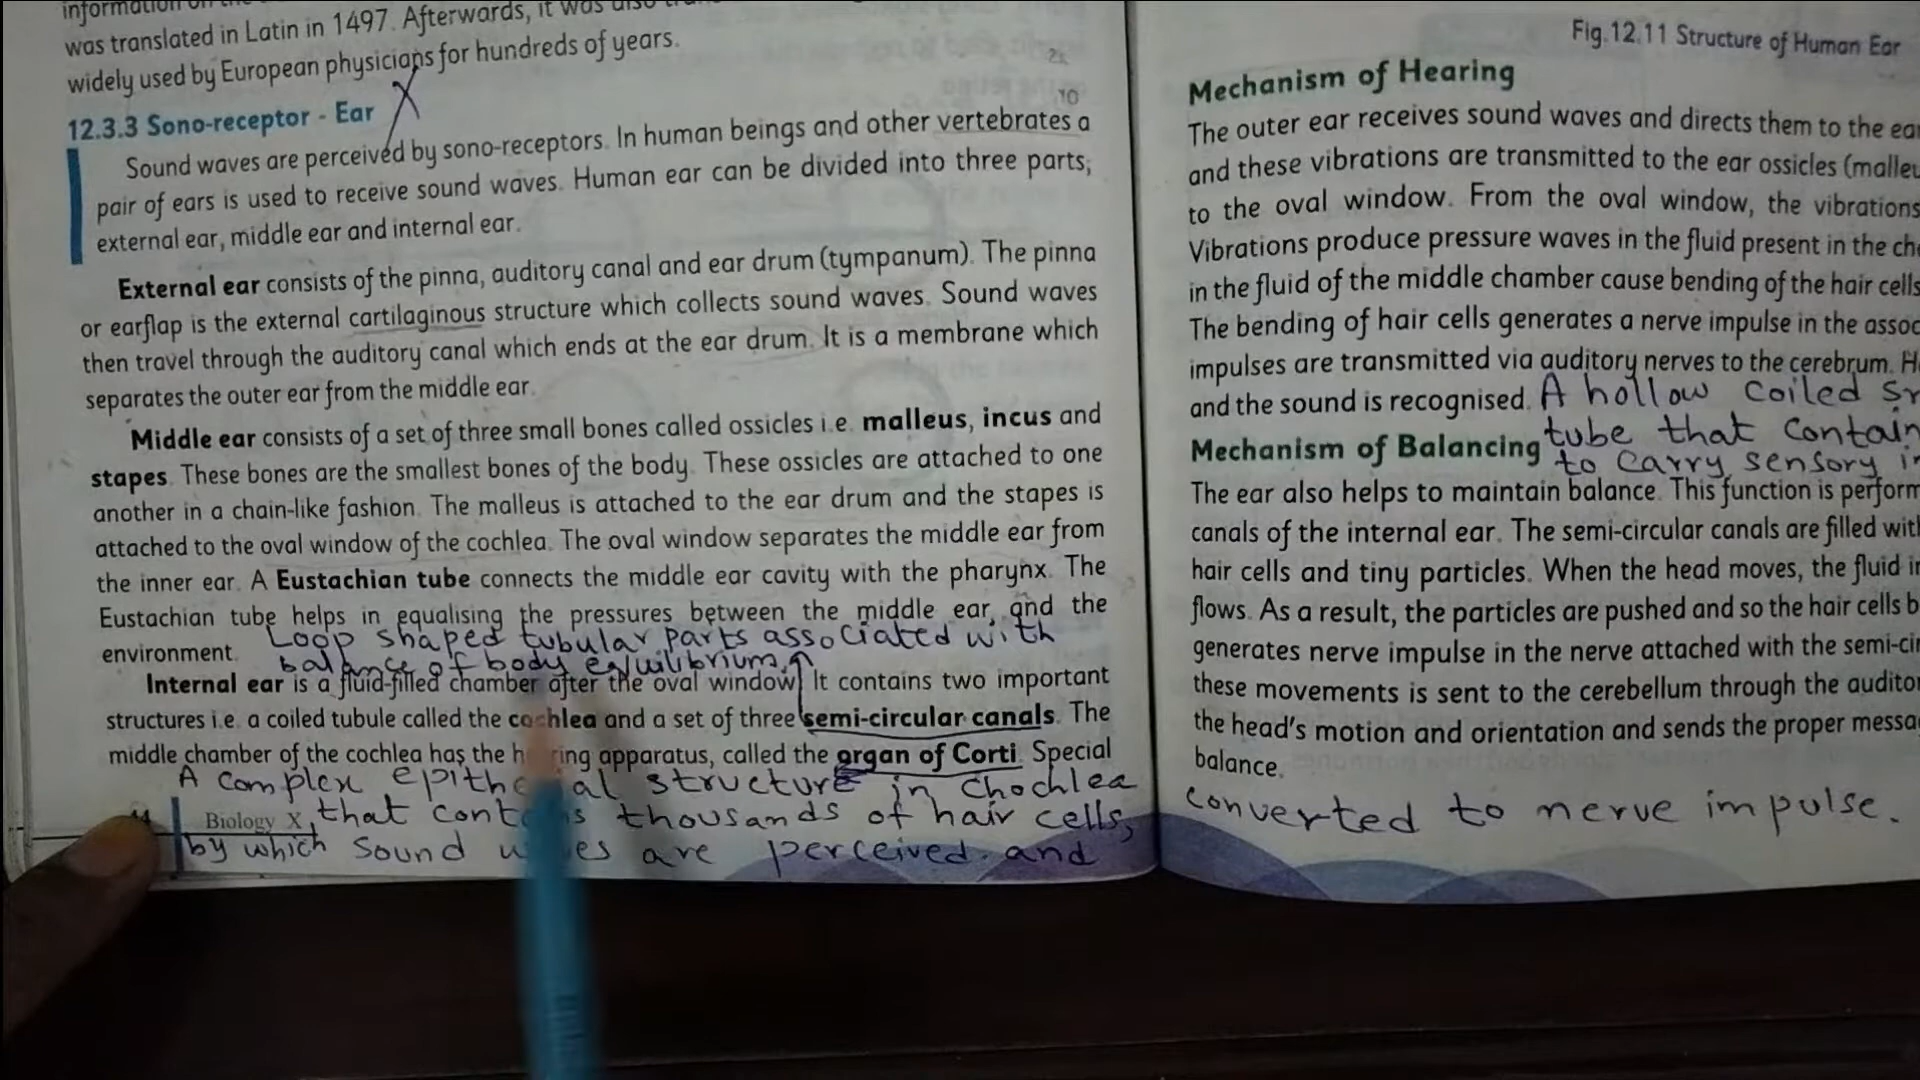 was translated in Latin in 1497. Afterwards, it was also
widely used by European physicians for hundreds of years.
12.3.3 Sono-receptor - Ear
Sound waves are perceived by sono-receptors. In human beings and other vertebrates a
pair of ears is used to receive sound waves. Human ear can be divided into three parts;
external ear, middle ear and internal ear.
External ear consists of the pinna, auditory canal and ear drum (tympanum). The pinna
or earflap is the external cartilaginous structure which collects sound waves. Sound waves
then travel through the auditory canal which ends at the ear drum. It is a membrane which
separates the outer ear from the middle ear.
Middle ear consists of a set of three small bones called ossicles i.e. malleus, incus and
stapes. These bones are the smallest bones of the body. These ossicles are attached to one
another in a chain-like fashion. The malleus is attached to the ear drum and the stapes is
attached to the oval window of the cochlea. The oval window separates the middle ear from
the inner ear. A Eustachian tube connects the middle ear cavity with the pharynx. The
Eustachian tube helps in equalising the pressures between the middle ear, and the
environment.
Loop shaped tubular parts associated with
balance of body equilibrium.
Internal ear is a fluid-filled chamber after the oval window. It contains two important
structures i.e. a coiled tubule called the cochlea and a set of three semi-circular canals. The
middle chamber of the cochlea has the apparatus, called the organ of Corti. Special
A complex structure in Chochlea
Biology X
that thousands of hair cells,
by which Sound are perceived. and
Fig.12.11 Structure of Human Ear
Mechanism of Hearing
The outer ear receives sound waves and directs them to the
and these vibrations are transmitted to the ear ossicles
to the oval window. From the oval window, the vibrations
Vibrations produce pressure waves in the fluid present in the
in the fluid of the middle chamber cause bending of the hair cells
The bending of hair cells generates a nerve impulse in the
impulses are transmitted via auditory nerves to the cerebrum.
and the sound is recognised.
A hollow coiled
tube that contain
to carry sensory
Mechanism of Balancing
The ear also helps to maintain balance. This function is
canals of the internal ear. The semi-circular canals are filled
hair cells and tiny particles. When the head moves, the fluid
flows. As a result, the particles are pushed and so the hair cells
generates nerve impulse in the nerve attached with the
these movements is sent to the cerebellum through the
the head's motion and orientation and sends the proper
balance.
converted to nerve impulse.